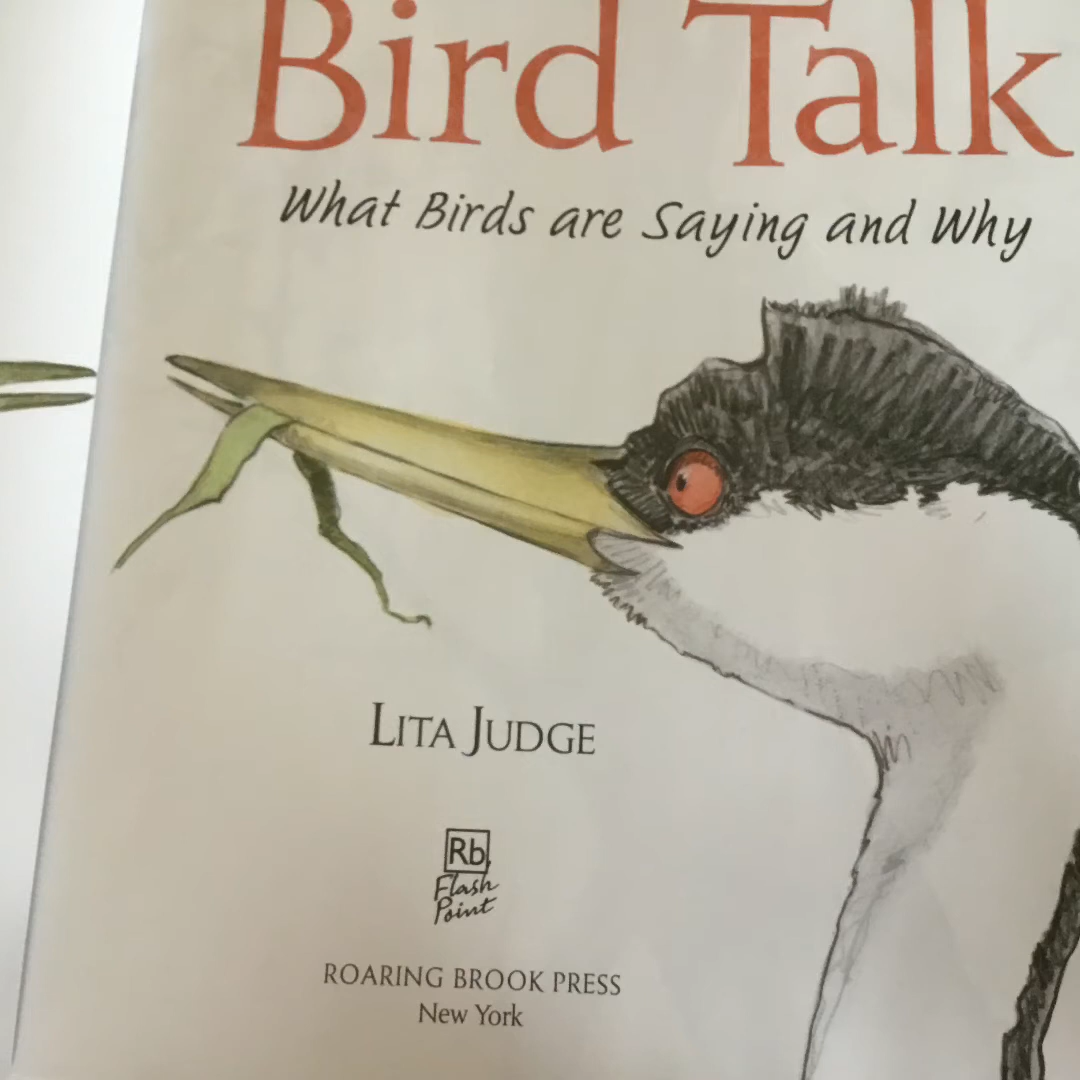 Bird Talk
What Birds are Saying and Why
LITA JUDGE
Rb
Flash
Point
ROARING BROOK PRESS
New York